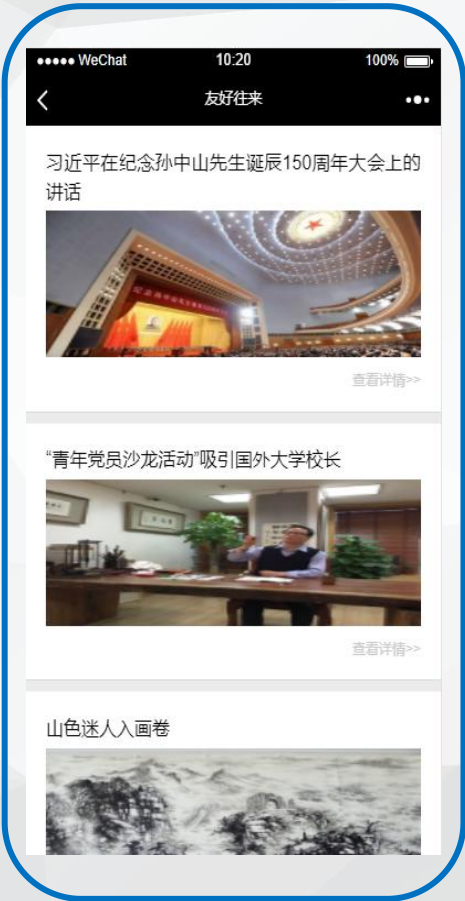 ●●●●● WeChat 10:20 100%
友好往来
习近平在纪念孙中山先生诞辰150周年大会上的
讲话
查看详情>>
“青年党员沙龙活动”吸引国外大学校长
查看详情>>
山色迷人入画卷